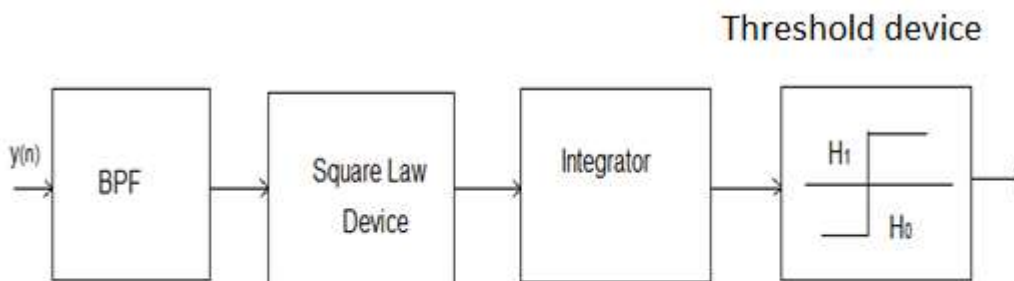 Threshold device
y(n)
BPF
Square Law
Device
Integrator
H₁
H₀